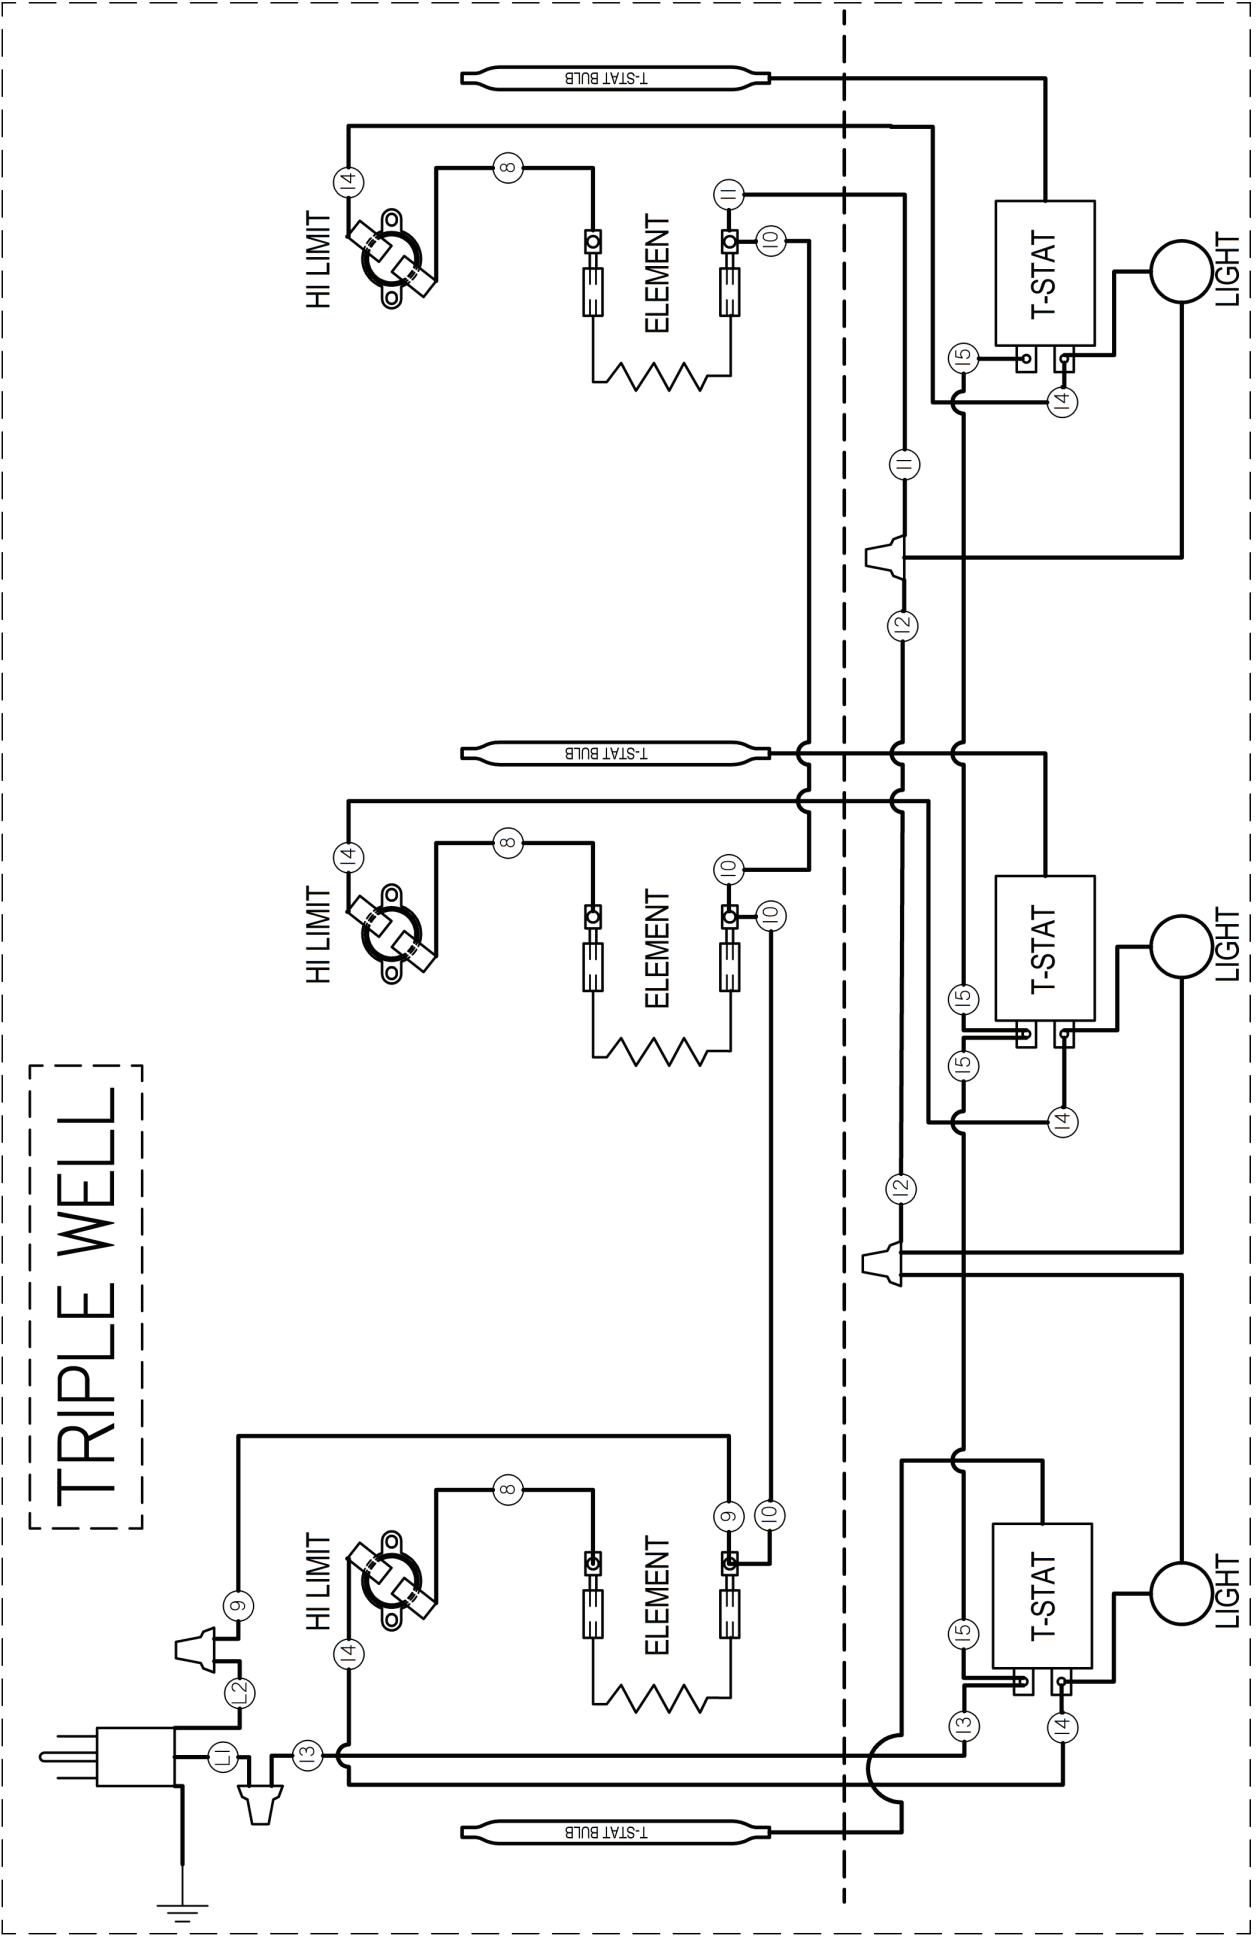 TRIPLE WELL
L1
L2
9
13
HI LIMIT
HI LIMIT
HI LIMIT
14
14
14
8
8
8
T-STAT BULB
T-STAT BULB
T-STAT BULB
ELEMENT
ELEMENT
ELEMENT
9
10
11
10
10
10
12
12
11
13
15
15
15
15
T-STAT
T-STAT
T-STAT
14
14
14
LIGHT
LIGHT
LIGHT